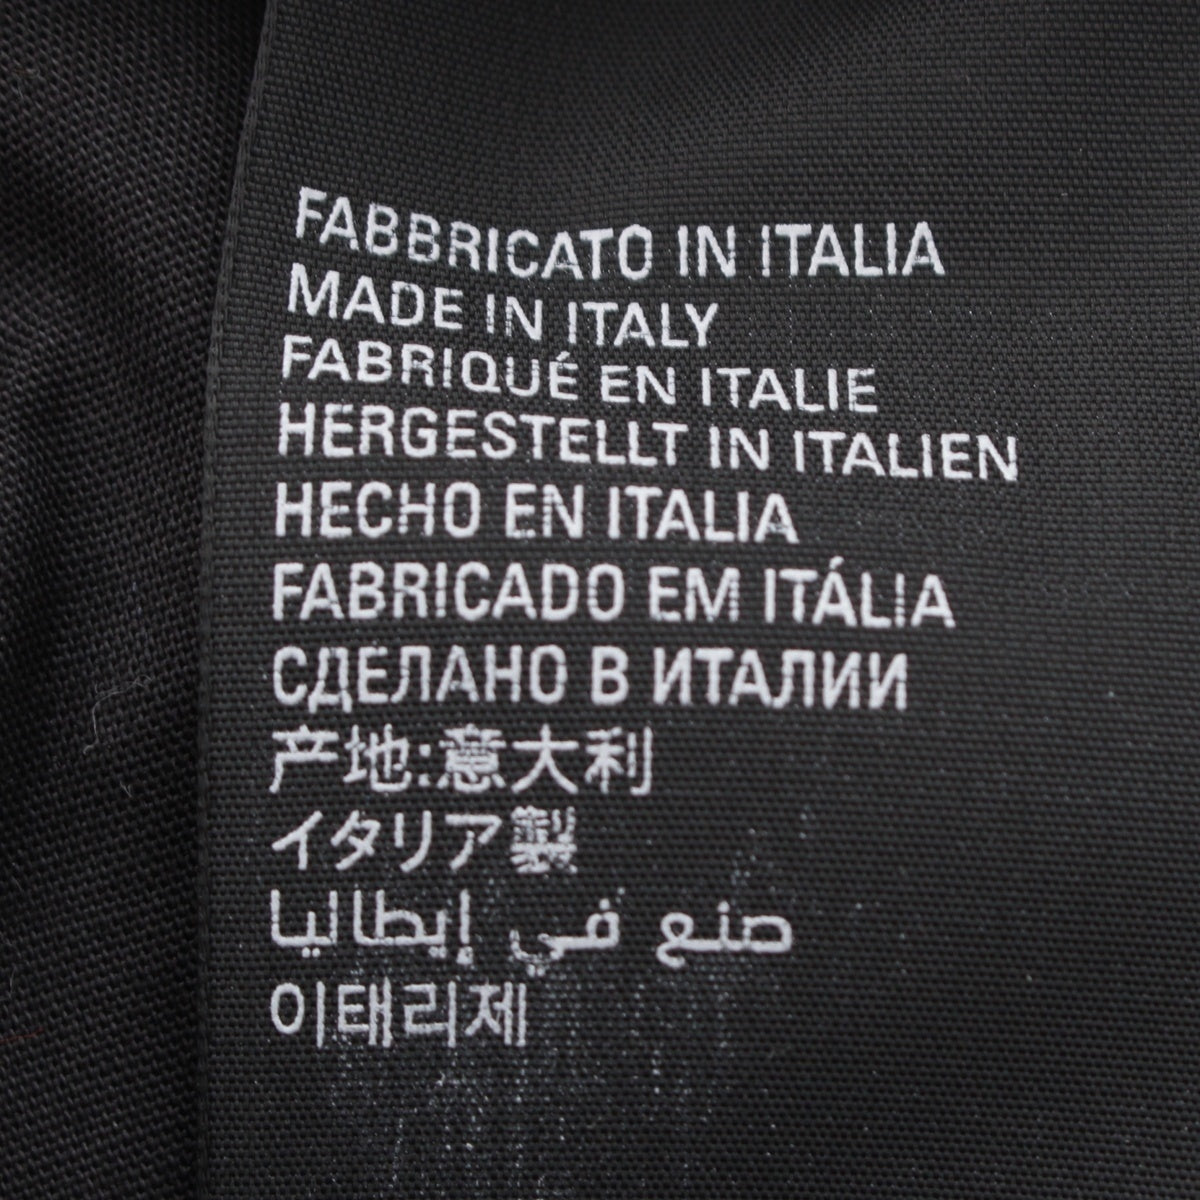 FABBRICATO IN ITALIA
MADE IN ITALY
FABRIQUÉ EN ITALIE
HERGESTELLT IN ITALIEN
HECHO EN ITALIA
FABRICADO EM ITÁLIA
СДЕЛАНО В ИТАЛИИ
产地:意大利
イタリア製
صنع في إيطاليا
이태리제